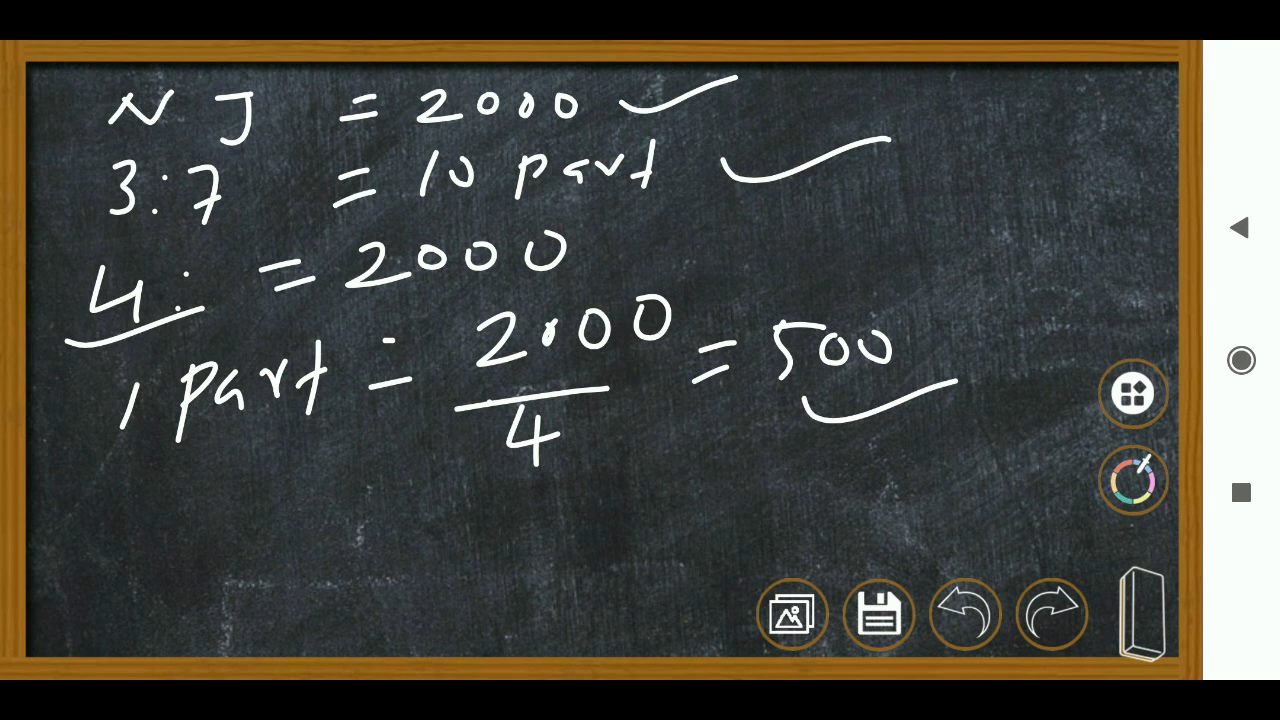 N J = 2000
3:7 = 10 part
4: = 2000
1 part = 2000/4 = 500